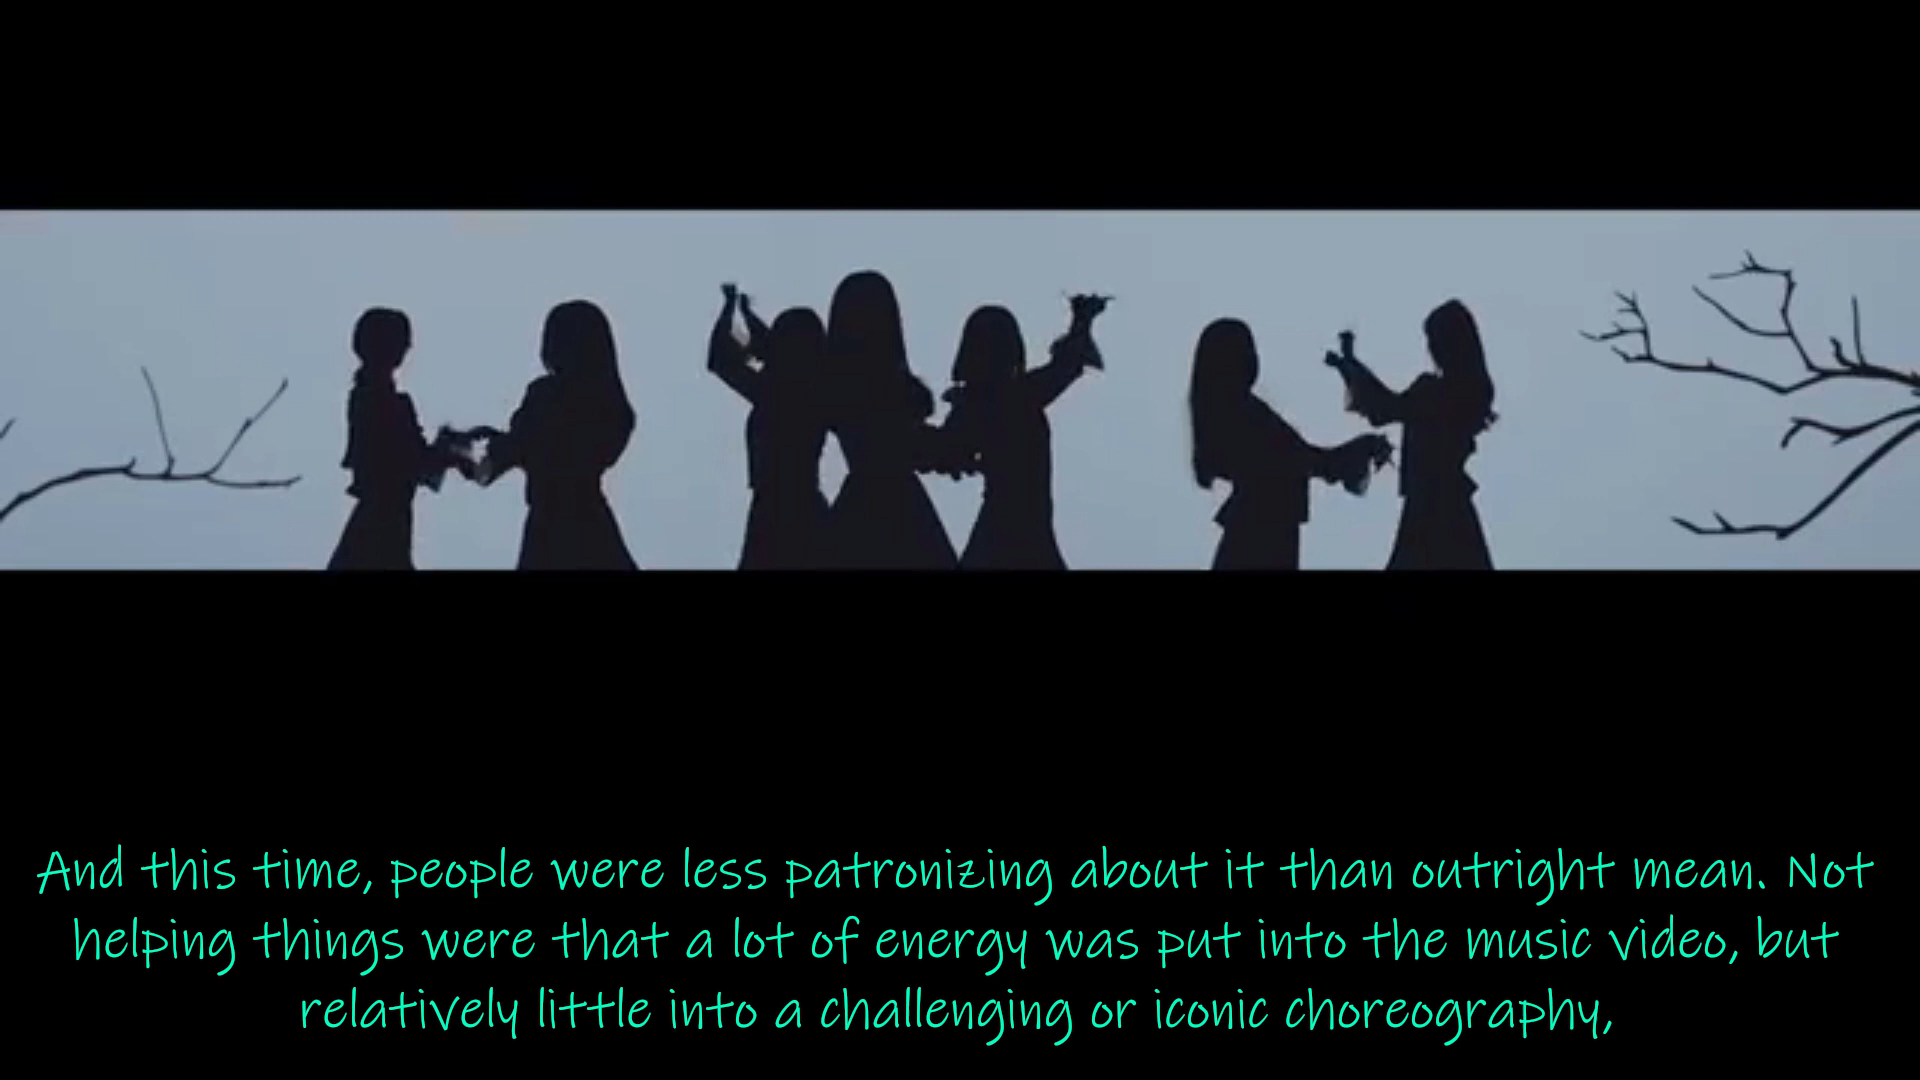 And this time, people were less patronizing about it than outright mean. Not
helping things were that a lot of energy was put into the music video, but
relatively little into a challenging or iconic choreography,